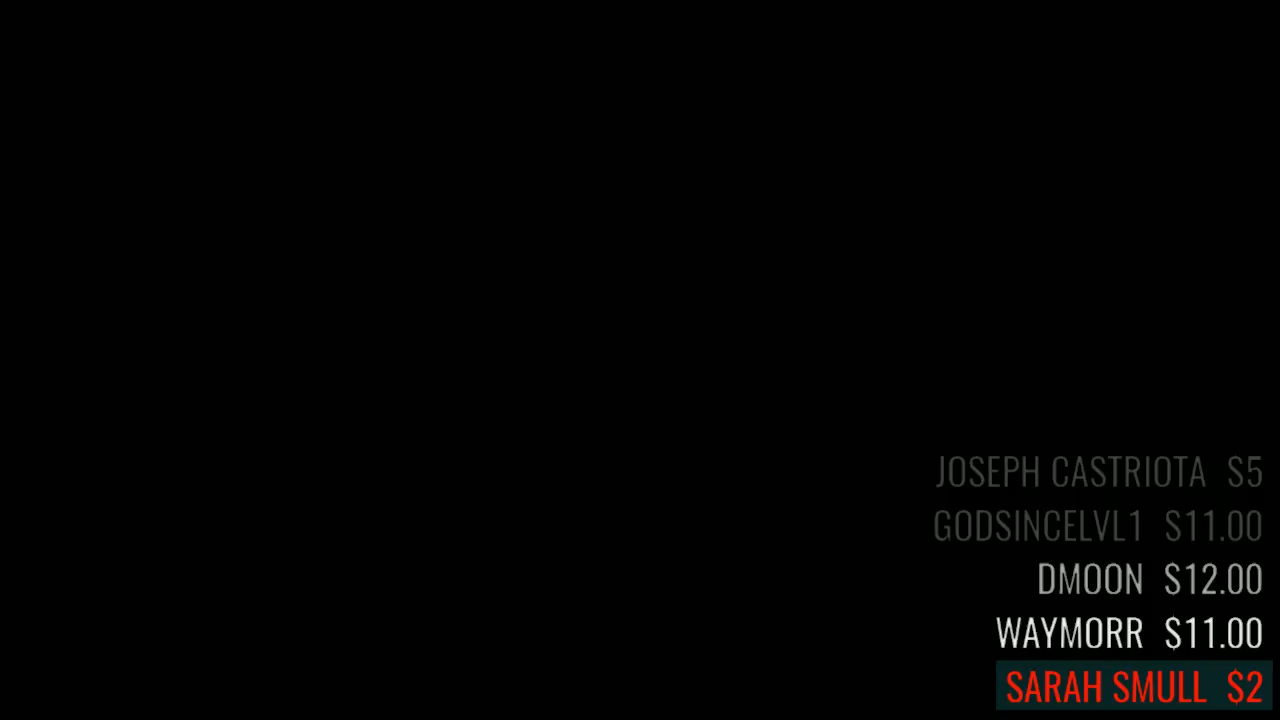 JOSEPH CASTRIOTA $5
GODSINCELVL1 $11.00
DMOON $12.00
WAYMORR $11.00
SARAH SMULL $2